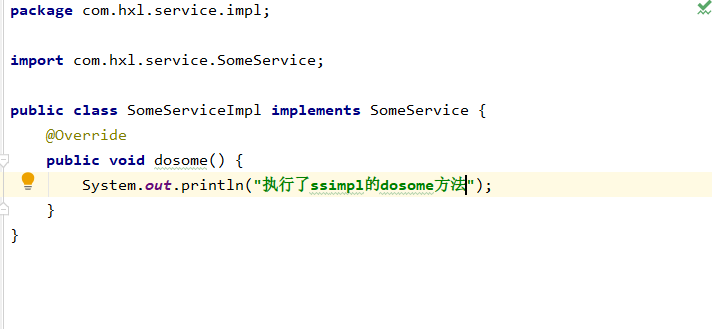 package com.hxl.service.impl;
import com.hxl.service.SomeService;
public class SomeServiceImpl implements SomeService {
@Override
public void dosome() {
System.out.println("执行了ssimpl的dosome方法");
}
}